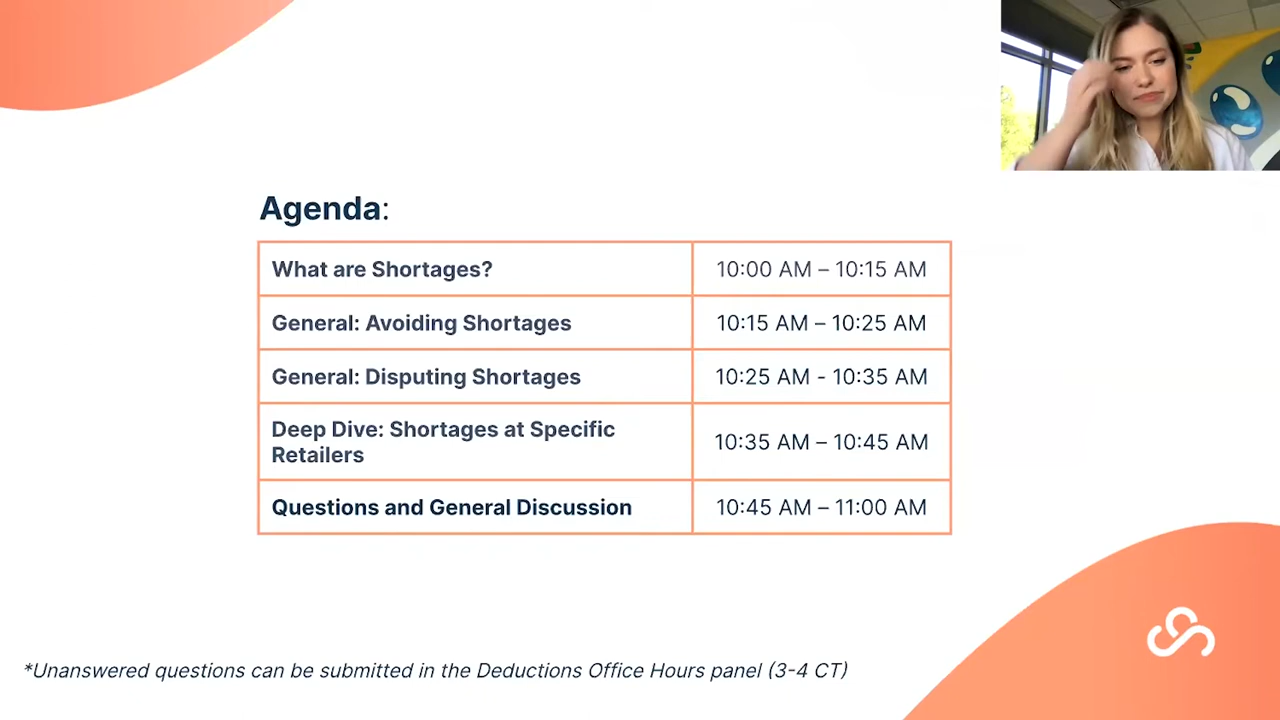 Agenda:
What are Shortages?
10:00 AM – 10:15 AM
General: Avoiding Shortages
10:15 AM – 10:25 AM
General: Disputing Shortages
10:25 AM - 10:35 AM
Deep Dive: Shortages at Specific
Retailers
10:35 AM – 10:45 AM
Questions and General Discussion
10:45 AM – 11:00 AM
*Unanswered questions can be submitted in the Deductions Office Hours panel (3-4 CT)